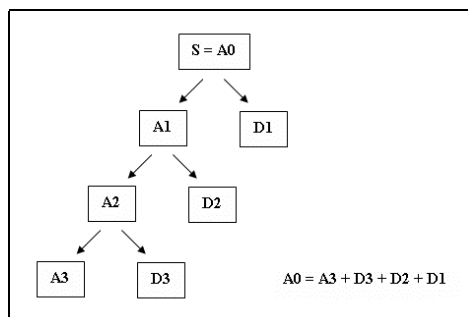 S = A0
A1
D1
A2
D2
A3
D3
A0 = A3 + D3 + D2 + D1